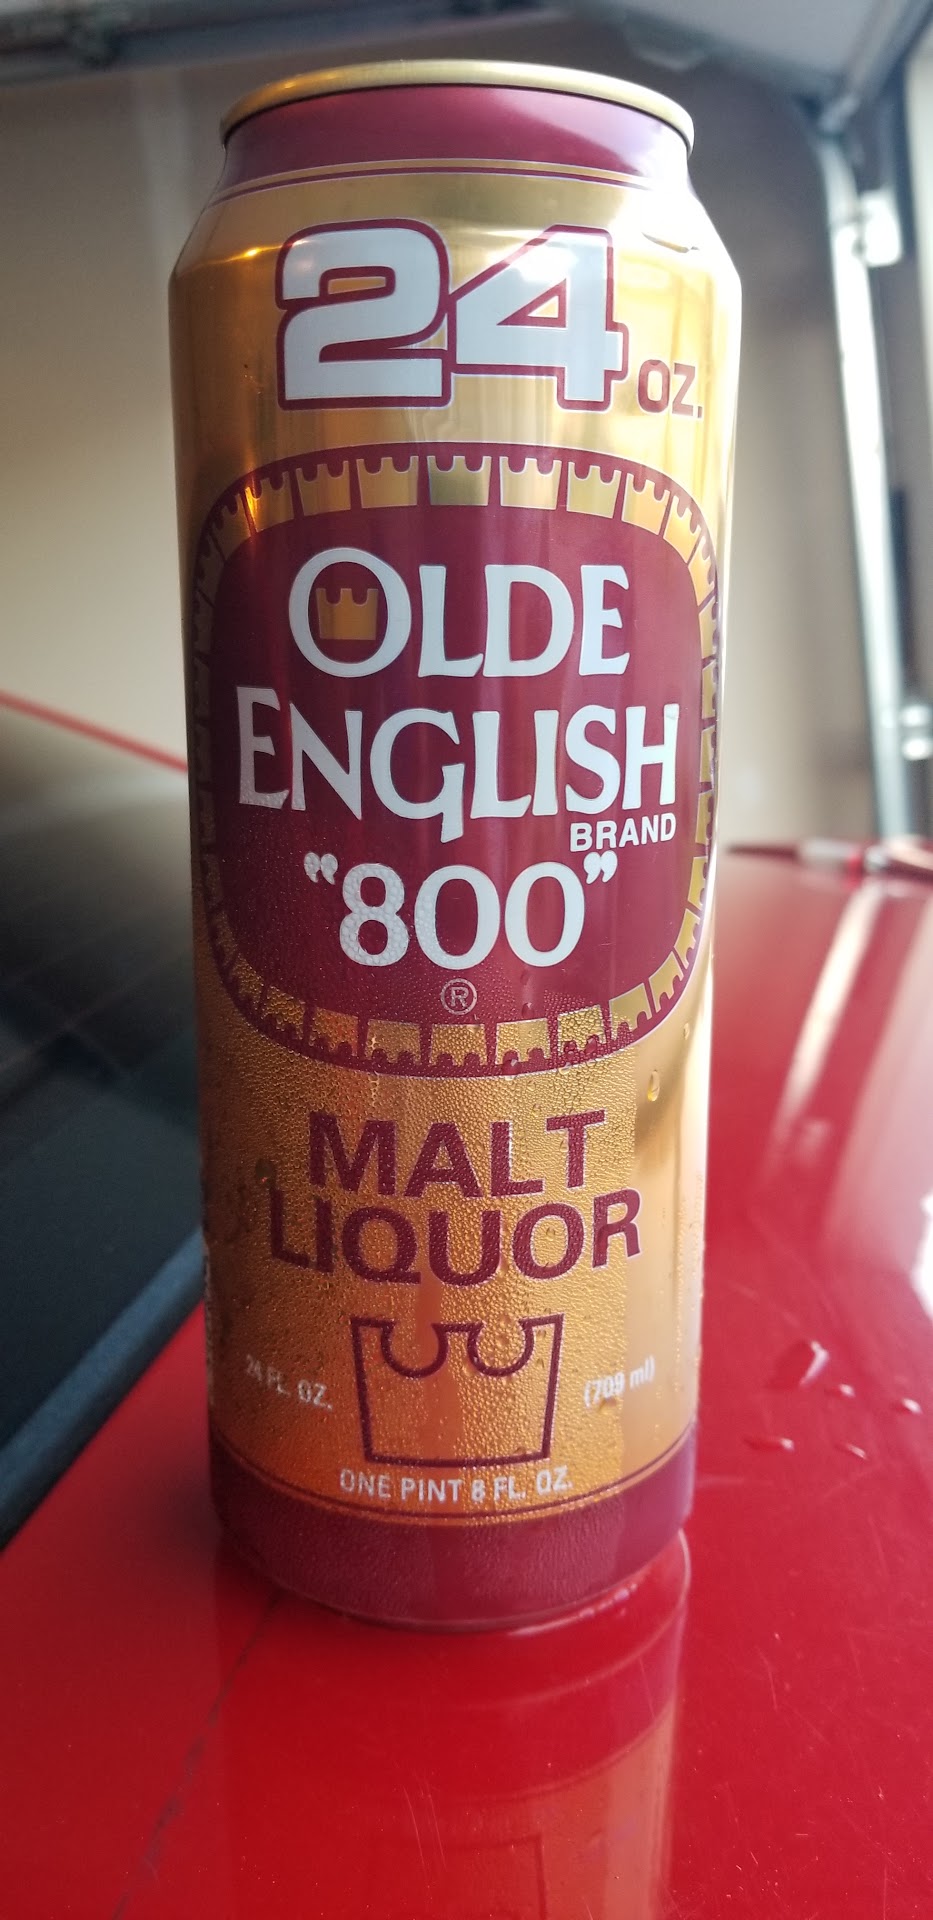 24 OZ.
OLDE
ENGLISH
BRAND
"800"
®
MALT
LIQUOR
24 FL. OZ. (709 ml)
ONE PINT 8 FL. OZ.